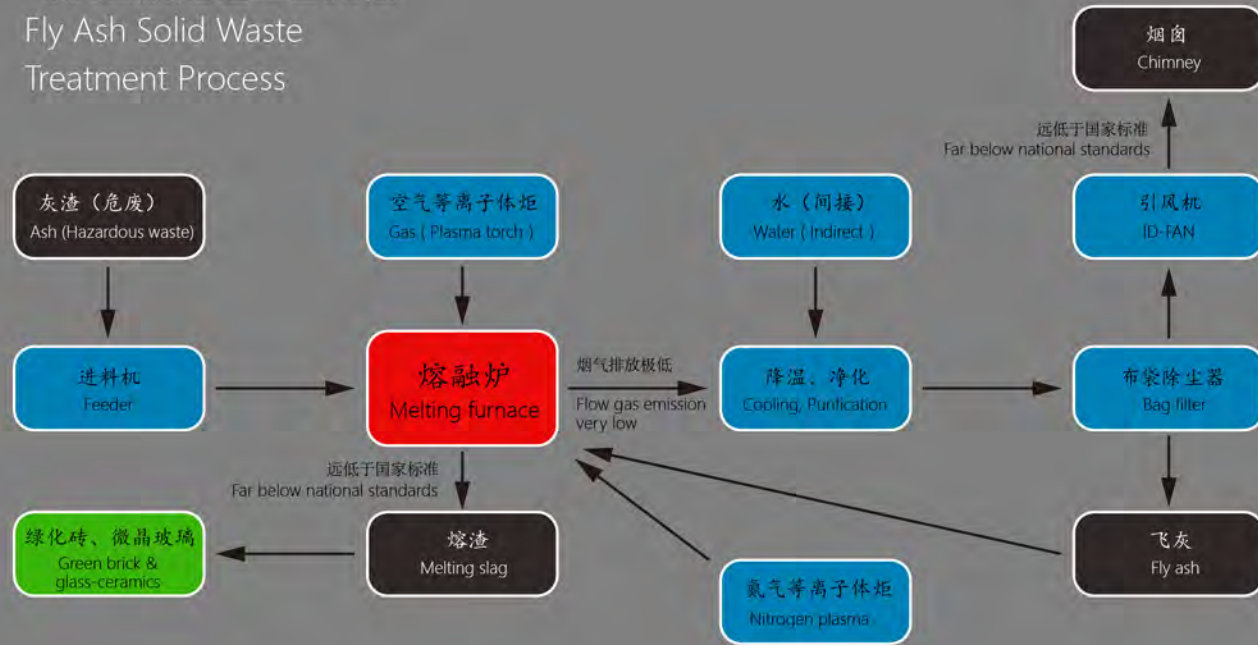 Fly Ash Solid Waste
Treatment Process
烟囱
Chimney
远低于国家标准
Far below national standards
灰渣（危废）
Ash (Hazardous waste)
空气等离子体炬
Gas ( Plasma torch )
水（间接）
Water ( Indirect )
引风机
ID-FAN
进料机
Feeder
熔融炉
Melting furnace
烟气排放极低
Flow gas emission
very low
降温、净化
Cooling, Purification
布袋除尘器
Bag filter
远低于国家标准
Far below national standards
绿化砖、微晶玻璃
Green brick &
glass-ceramics
熔渣
Melting slag
氮气等离子体炬
Nitrogen plasma
飞灰
Fly ash